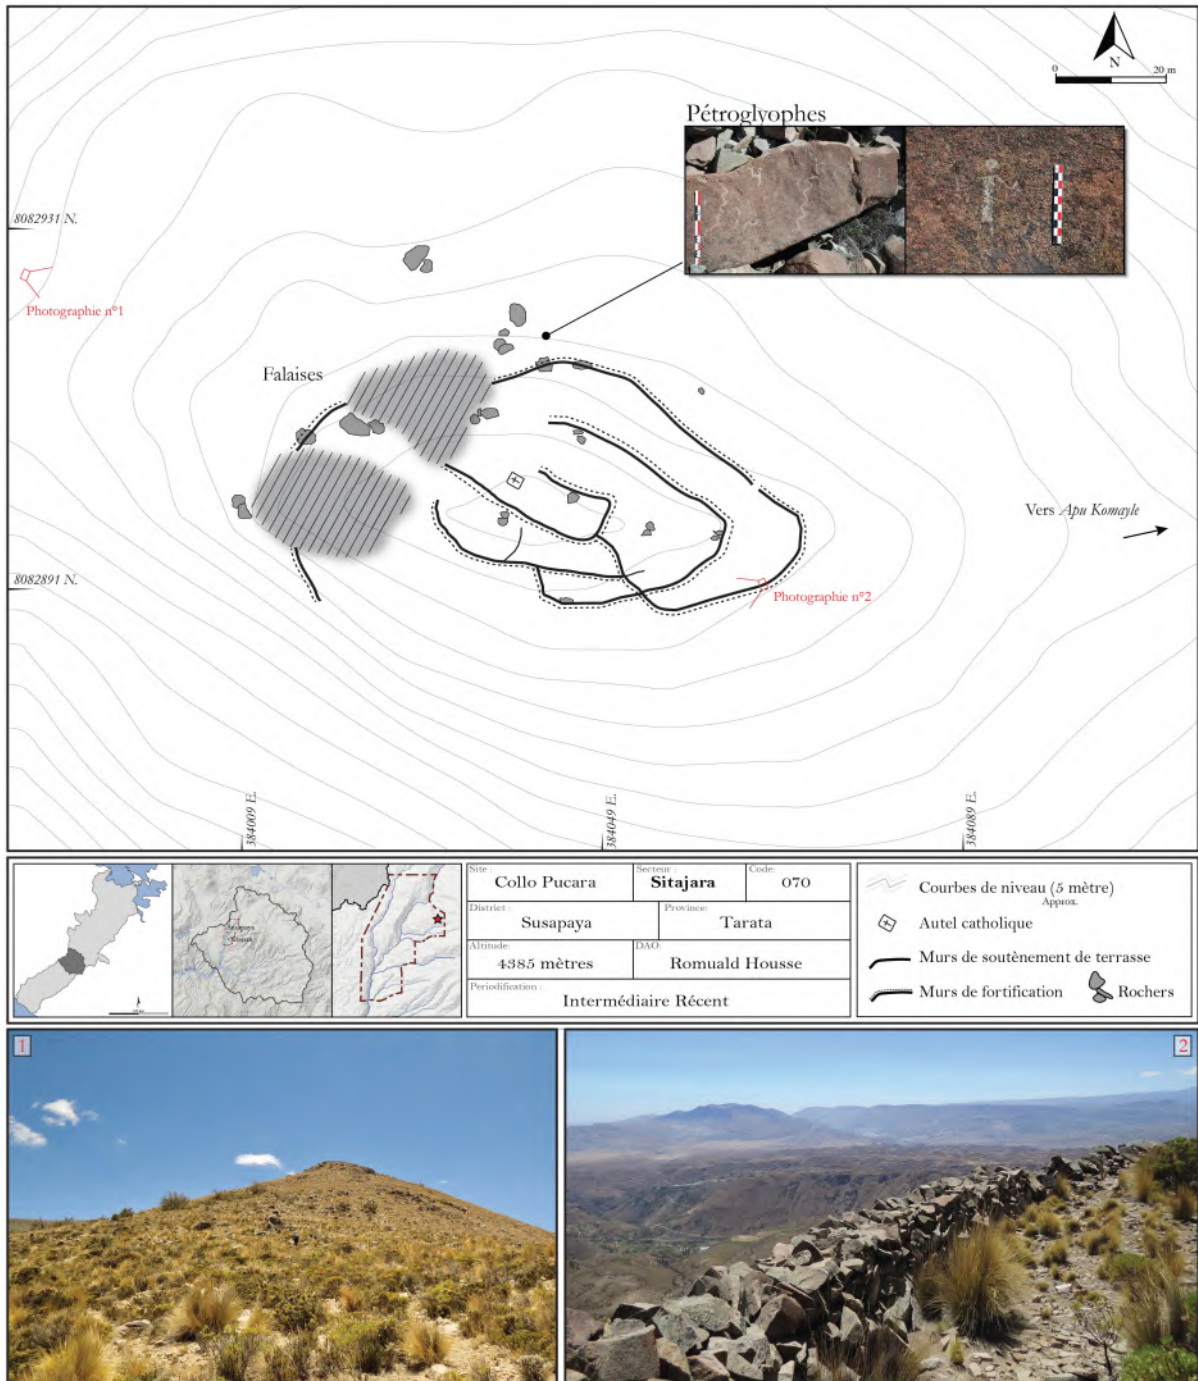 N
0 20 m
Pétroglyophes
8082931 N.
Photographie n°1
Falaises
Vers Apu Komayle
8082891 N.
Photographie n°2
384009 E.
384049 E.
384089 E.
Site : Collo Pucara
Secteur : Sitajara
Code: 070
District : Susapaya
Province: Tarata
Altitude: 4385 mètres
DAO: Romuald Housse
Periodification : Intermédiaire Récent
Courbes de niveau (5 mètre)
Approx.
Autel catholique
Murs de soutènement de terrasse
Murs de fortification
Rochers
Susapaya
1
2